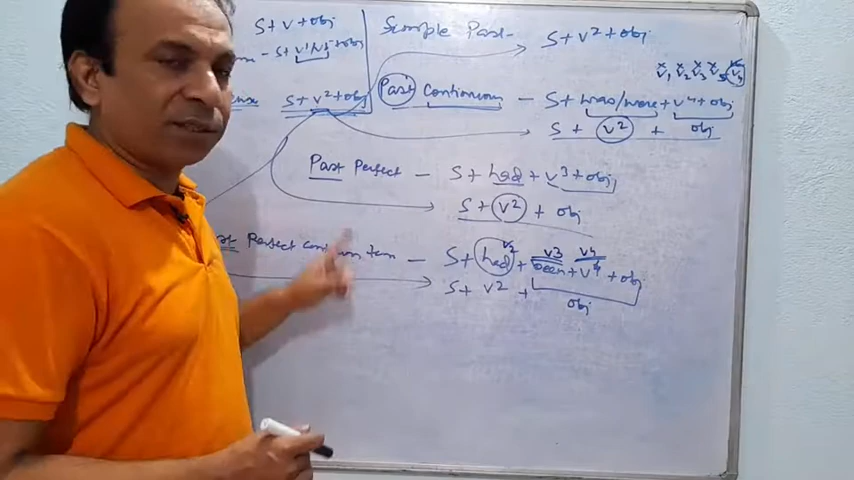 S + v + obj
- S + v¹/v⁵ + obj
S + v² + obj
Simple Past - S + v² + obj
v₁ v₂ v₃ v₅ v₄
Past Continuous - S + was/were + v⁴ + obj
S + v² + obj
Past Perfect - S + had + v³ + obj
S + v² + obj
v² v3 v4
Perfect continuous tem - S + had + been + v⁴ + obj
S + v² + obj